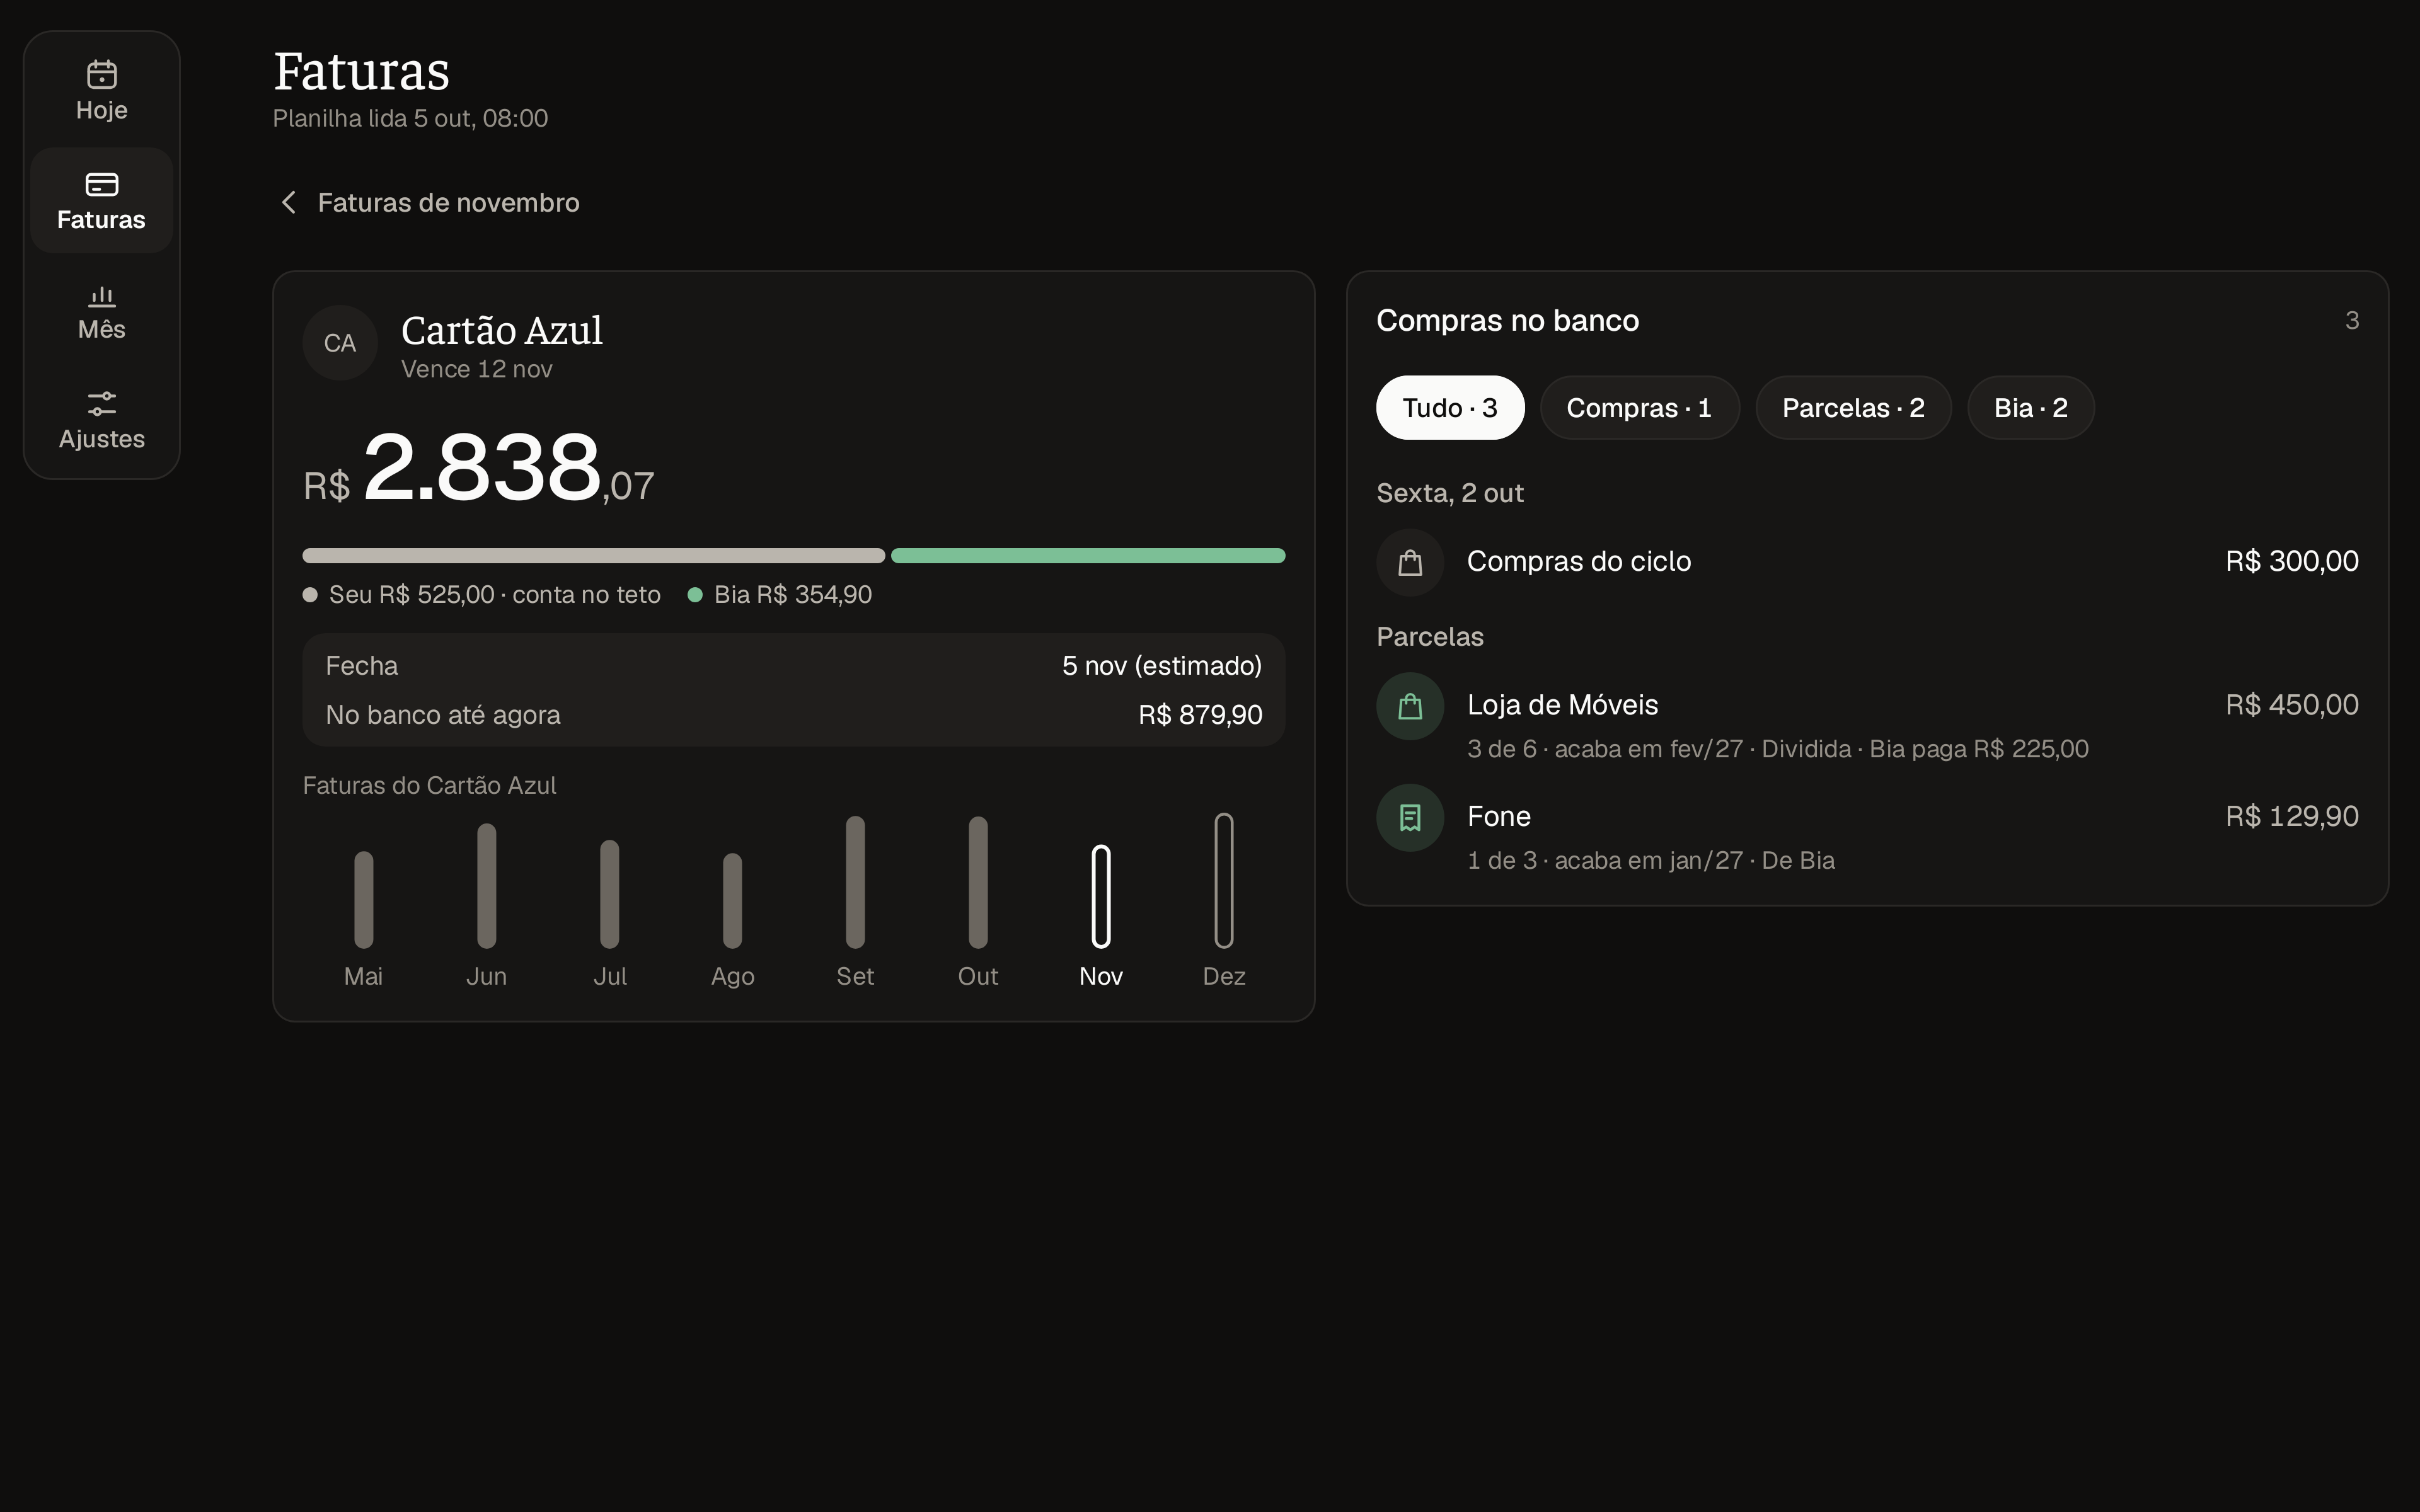 Hoje
Faturas
Mês
Ajustes
Faturas
Planilha lida 5 out, 08:00
Faturas de novembro
CA
Cartão Azul
Vence 12 nov
R$ 2.838,07
Seu R$ 525,00 · conta no teto
Bia R$ 354,90
Fecha 5 nov (estimado)
No banco até agora R$ 879,90
Faturas do Cartão Azul
Mai Jun Jul Ago Set Out Nov Dez
Compras no banco 3
Tudo · 3 Compras · 1 Parcelas · 2 Bia · 2
Sexta, 2 out
Compras do ciclo R$ 300,00
Parcelas
Loja de Móveis R$ 450,00
3 de 6 · acaba em fev/27 · Dividida · Bia paga R$ 225,00
Fone R$ 129,90
1 de 3 · acaba em jan/27 · De Bia